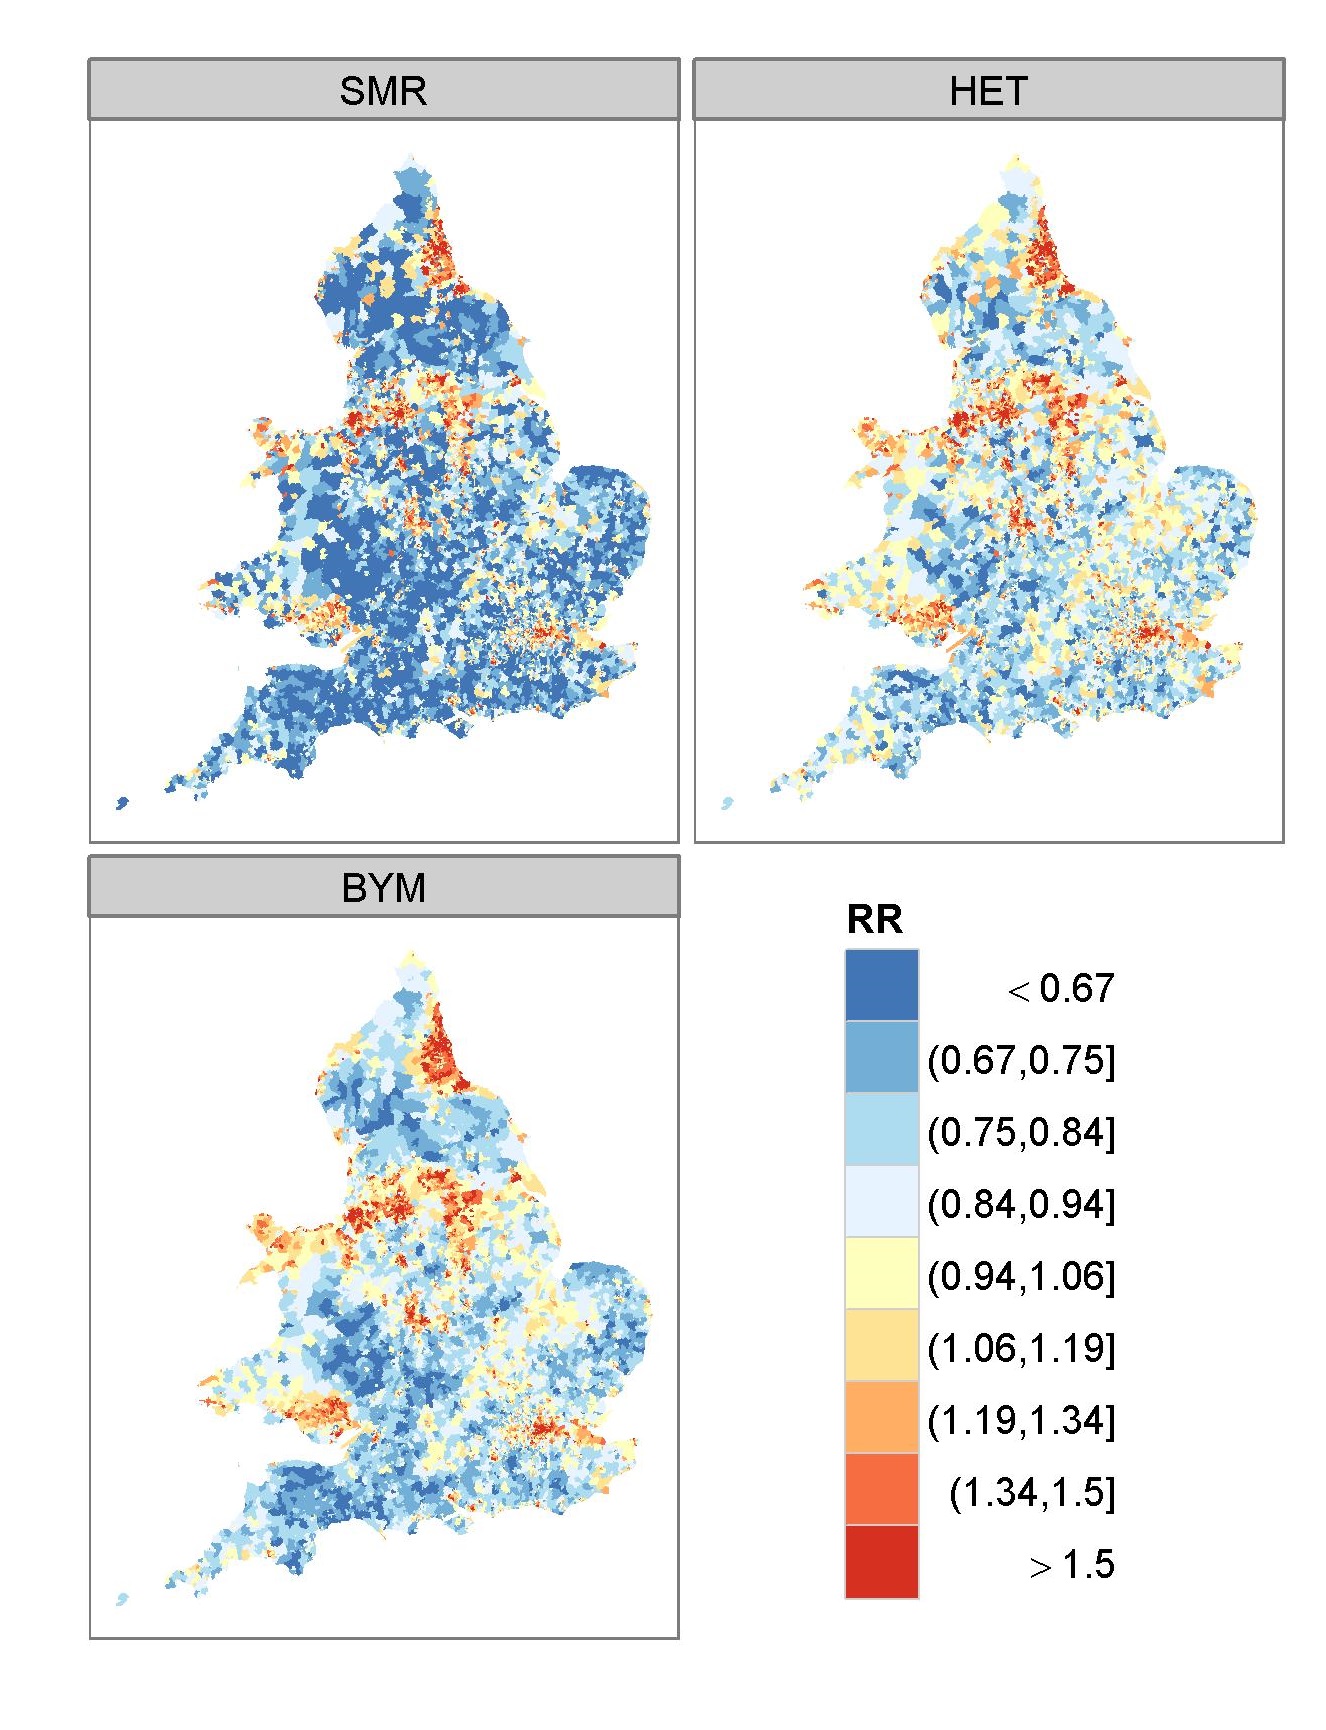 SMR
HET
BYM
RR
< 0.67
(0.67,0.75]
(0.75,0.84]
(0.84,0.94]
(0.94,1.06]
(1.06,1.19]
(1.19,1.34]
(1.34,1.5]
> 1.5